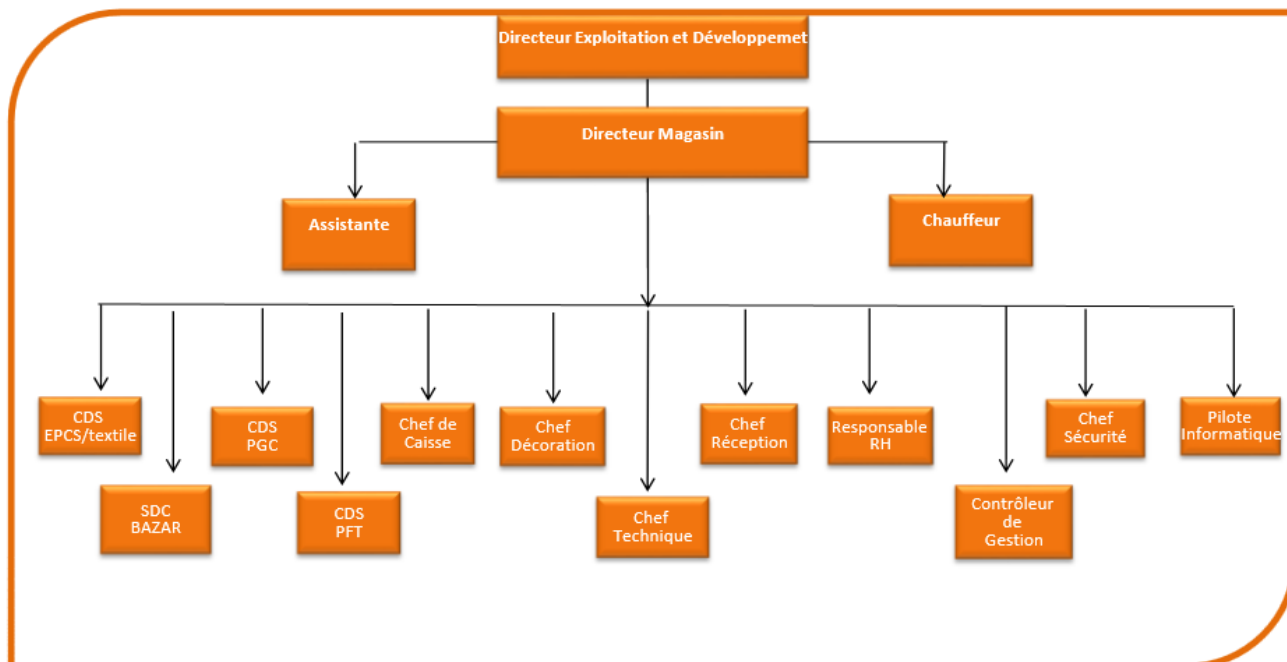 Directeur Exploitation et Développemet
Directeur Magasin
Assistante
Chauffeur
CDS
EPCS/textile
CDS
PGC
Chef de
Caisse
Chef
Décoration
Chef
Réception
Responsable
RH
Chef
Sécurité
Pilote
Informatique
SDC
BAZAR
CDS
PFT
Chef
Technique
Contrôleur
de
Gestion